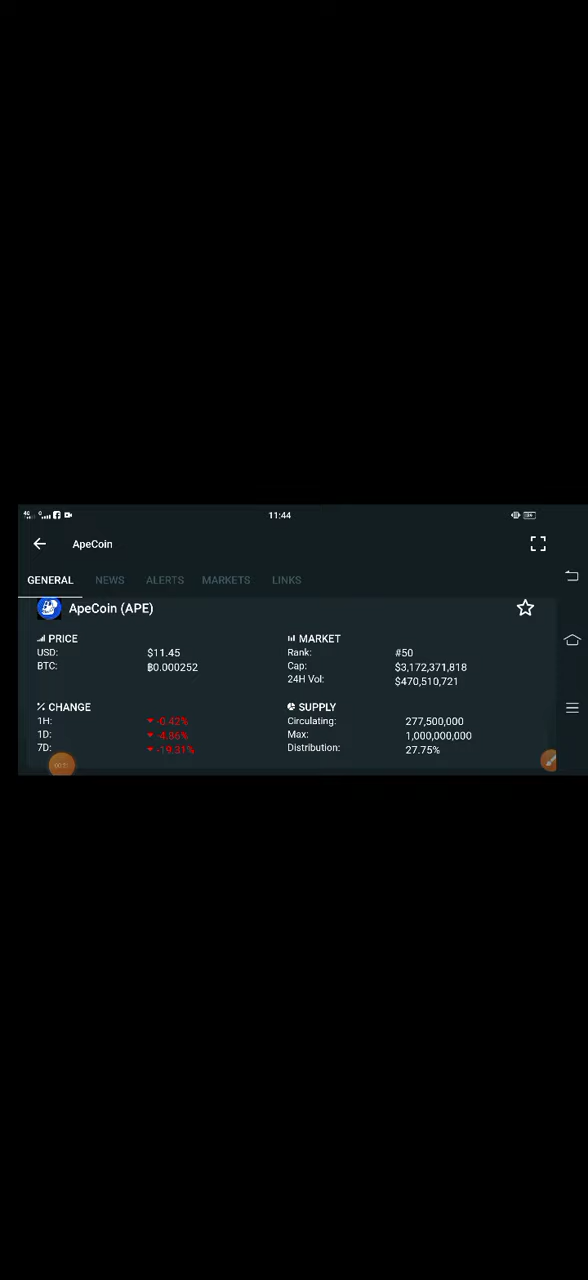 4G 11:44
ApeCoin
GENERAL NEWS ALERTS MARKETS LINKS
ApeCoin (APE)
PRICE MARKET
USD: $11.45 Rank: #50
BTC: ฿0.000252 Cap: $3,172,371,818
24H Vol: $470,510,721
CHANGE SUPPLY
1H: -0.42% Circulating: 277,500,000
1D: -4.86% Max: 1,000,000,000
7D: -19.31% Distribution: 27.75%